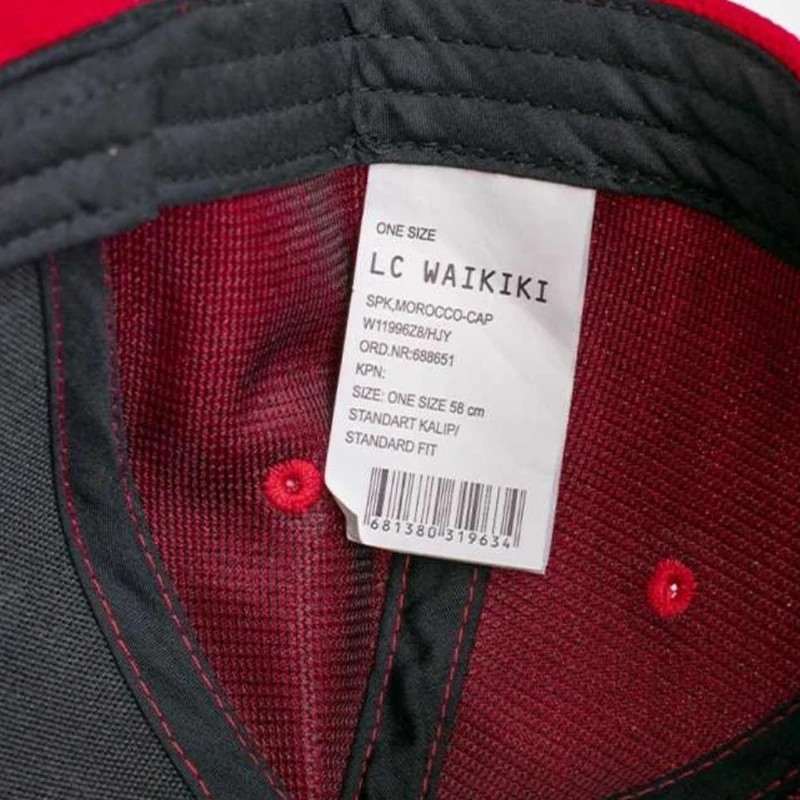 ONE SIZE
LC WAIKIKI
SPK,MOROCCO-CAP
W11996Z8/HJY
ORD.NR:688651
KPN:
SIZE: ONE SIZE 58 cm
STANDART KALIP/
STANDARD FIT
681380 319634